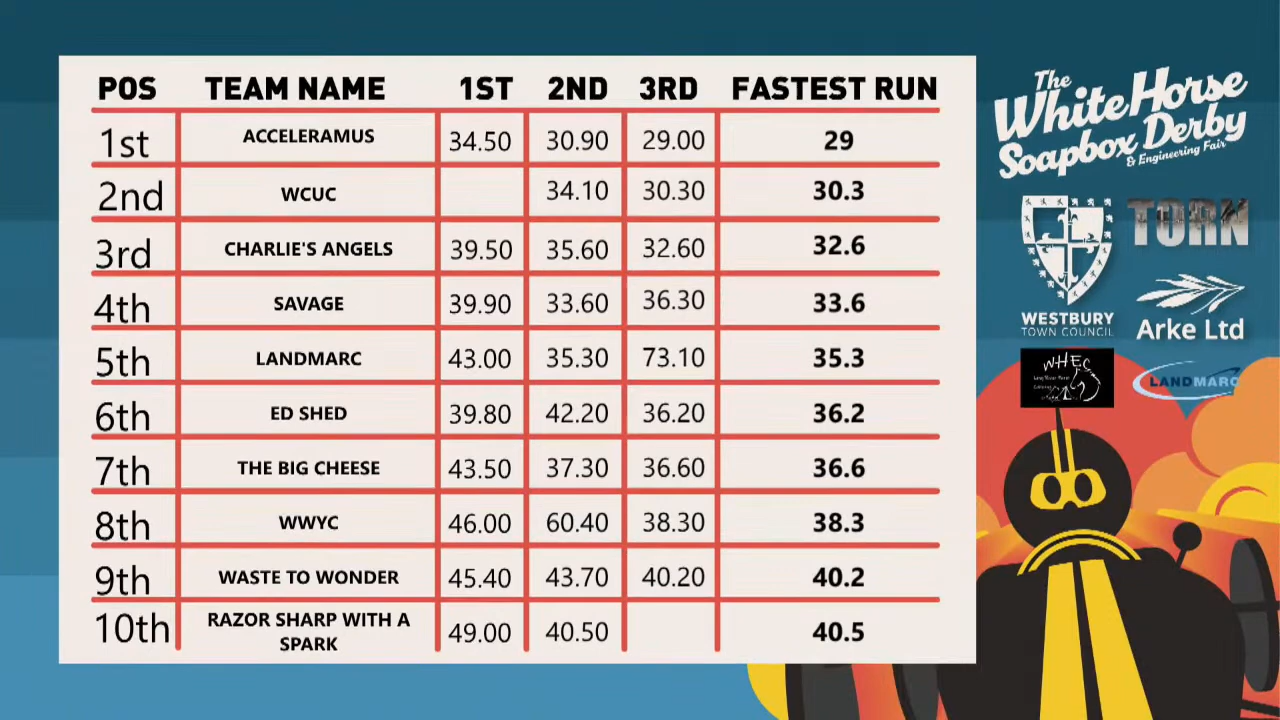 POS TEAM NAME 1ST 2ND 3RD FASTEST RUN
1st ACCELERAMUS 34.50 30.90 29.00 29
2nd WCUC 34.10 30.30 30.3
3rd CHARLIE'S ANGELS 39.50 35.60 32.60 32.6
4th SAVAGE 39.90 33.60 36.30 33.6
5th LANDMARC 43.00 35.30 73.10 35.3
6th ED SHED 39.80 42.20 36.20 36.2
7th THE BIG CHEESE 43.50 37.30 36.60 36.6
8th WWYC 46.00 60.40 38.30 38.3
9th WASTE TO WONDER 45.40 43.70 40.20 40.2
10th RAZOR SHARP WITH A
SPARK 49.00 40.50 40.5
The
White Horse
Soapbox Derby
& Engineering Fair
TORN
WESTBURY
TOWN COUNCIL
Arke Ltd
WHEC
LANDMARC